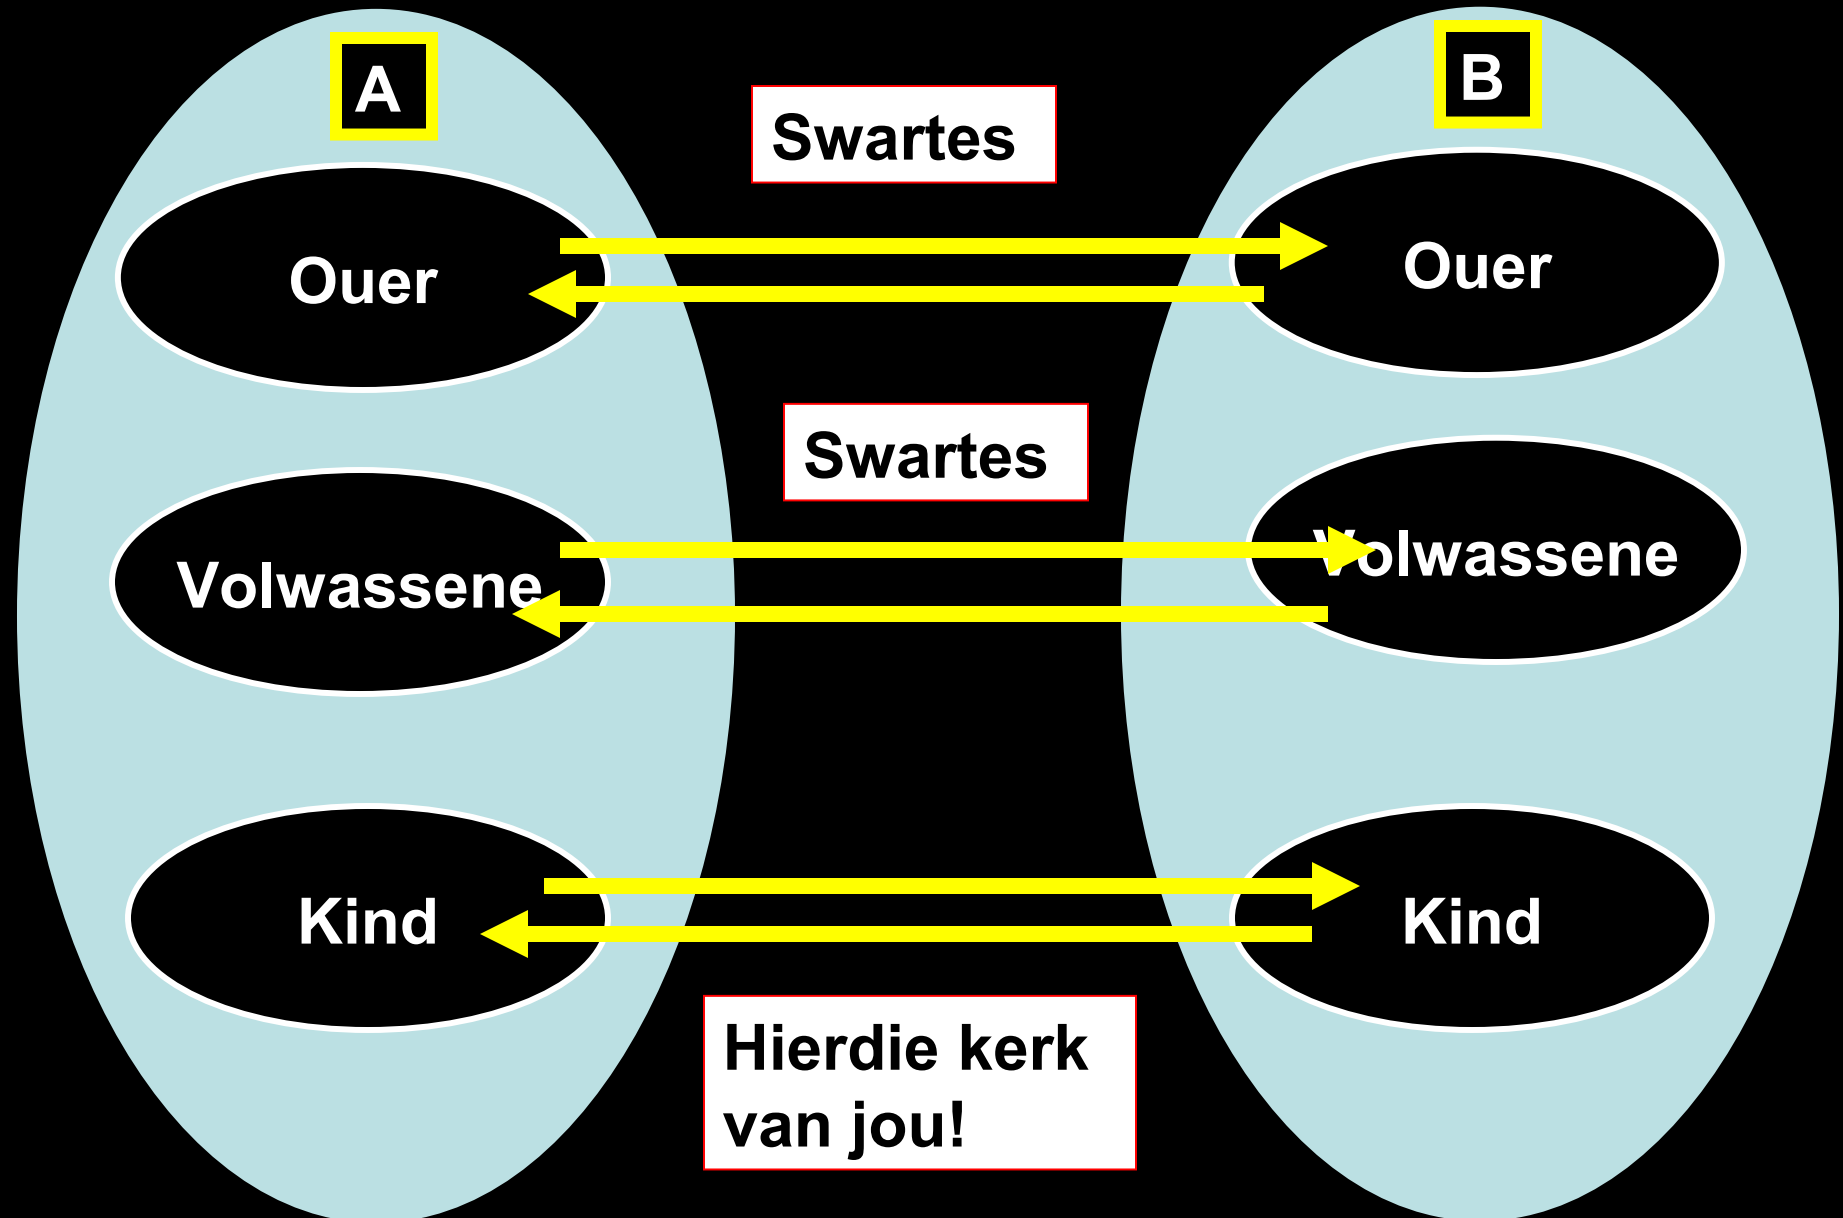 A
B
Swartes
Ouer
Ouer
Swartes
Volwassene
Volwassene
Kind
Kind
Hierdie kerk
van jou!